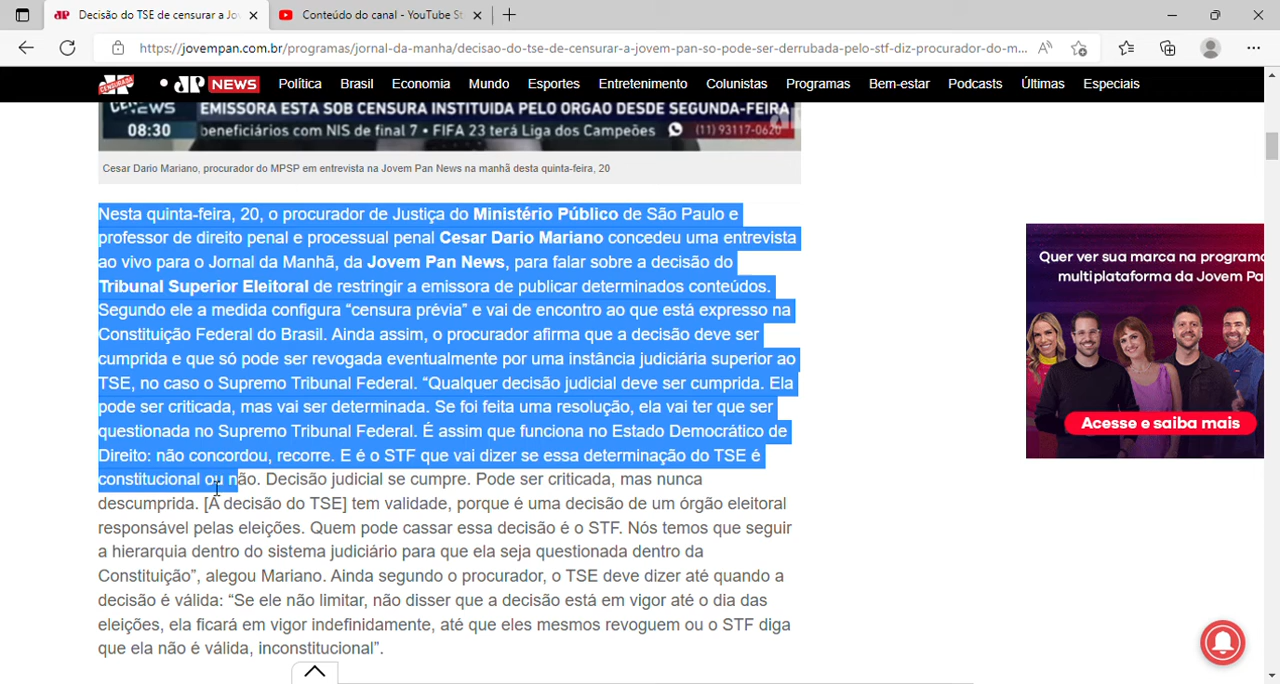 Decisão do TSE de censurar a Jo
Conteúdo do canal - YouTube St
https://jovempan.com.br/programas/jornal-da-manha/decisao-do-tse-de-censurar-a-jovem-pan-so-pode-ser-derrubada-pelo-stf-diz-procurador-do-m...
CENSURADA JP NEWS Política Brasil Economia Mundo Esportes Entretenimento Colunistas Programas Bem-estar Podcasts Últimas Especiais
NEWS EMISSORA ESTÁ SOB CENSURA INSTITUÍDA PELO ÓRGÃO DESDE SEGUNDA-FEIRA
08:30 beneficiários com NIS de final 7 • FIFA 23 terá Liga dos Campeões (11) 93117-0620
Cesar Dario Mariano, procurador do MPSP em entrevista na Jovem Pan News na manhã desta quinta-feira, 20
Nesta quinta-feira, 20, o procurador de Justiça do Ministério Público de São Paulo e
professor de direito penal e processual penal Cesar Dario Mariano concedeu uma entrevista
ao vivo para o Jornal da Manhã, da Jovem Pan News, para falar sobre a decisão do
Tribunal Superior Eleitoral de restringir a emissora de publicar determinados conteúdos.
Segundo ele a medida configura “censura prévia” e vai de encontro ao que está expresso na
Constituição Federal do Brasil. Ainda assim, o procurador afirma que a decisão deve ser
cumprida e que só pode ser revogada eventualmente por uma instância judiciária superior ao
TSE, no caso o Supremo Tribunal Federal. “Qualquer decisão judicial deve ser cumprida. Ela
pode ser criticada, mas vai ser determinada. Se foi feita uma resolução, ela vai ter que ser
questionada no Supremo Tribunal Federal. É assim que funciona no Estado Democrático de
Direito: não concordou, recorre. E é o STF que vai dizer se essa determinação do TSE é
constitucional ou não. Decisão judicial se cumpre. Pode ser criticada, mas nunca
descumprida. [A decisão do TSE] tem validade, porque é uma decisão de um órgão eleitoral
responsável pelas eleições. Quem pode cassar essa decisão é o STF. Nós temos que seguir
a hierarquia dentro do sistema judiciário para que ela seja questionada dentro da
Constituição”, alegou Mariano. Ainda segundo o procurador, o TSE deve dizer até quando a
decisão é válida: “Se ele não limitar, não disser que a decisão está em vigor até o dia das
eleições, ela ficará em vigor indefinidamente, até que eles mesmos revoguem ou o STF diga
que ela não é válida, inconstitucional”.
Quer ver sua marca na program
multiplataforma da Jovem Pa
Acesse e saiba mais